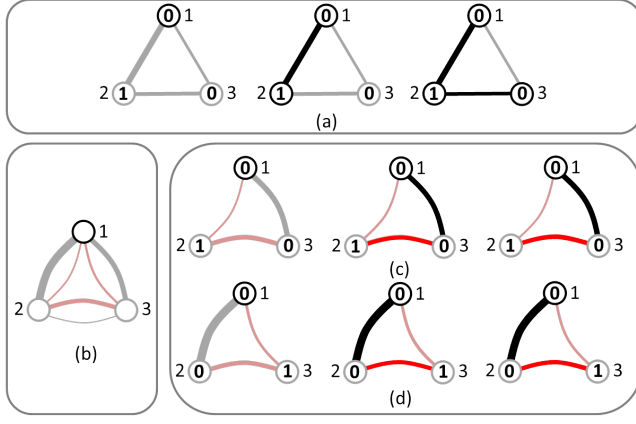 0 1 0 1 0 1
2 1 0 3 2 1 0 3 2 1 0 3
(a)
0 1 0 1 0 1
1
2 1 0 3 2 1 0 3 2 1 0 3
(c)
0 1 0 1 0 1
2 3
(b)
2 0 1 3 2 0 1 3 2 0 1 3
(d)